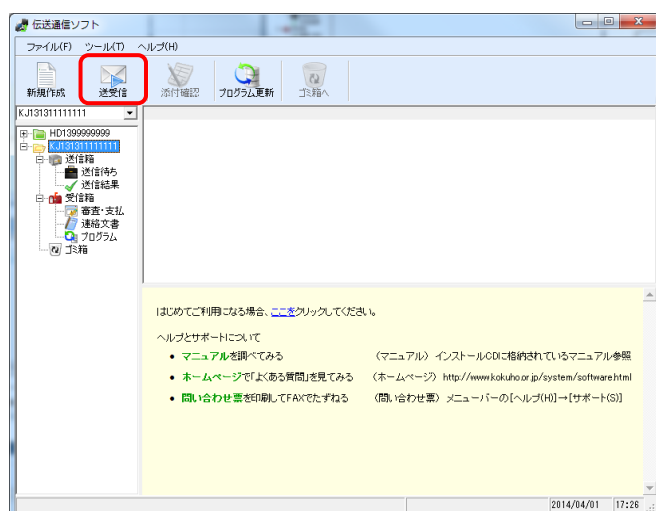 伝送通信ソフト
ファイル(F) ツール(T) ヘルプ(H)
新規作成 送受信 添付確認 プログラム更新 ゴミ箱へ
KJ131311111111
HD1399999999
KJ131311111111
送信箱
送信待ち
送信結果
受信箱
審査・支払
連絡文書
プログラム
ゴミ箱
はじめてご利用になる場合、ここをクリックしてください。
ヘルプとサポートについて
• マニュアルを調べてみる （マニュアル） インストールCDに格納されているマニュアル参照
• ホームページで「よくある質問」を見てみる （ホームページ） http://www.kokuho.or.jp/system/software.html
• 問い合わせ票を印刷してFAXでたずねる （問い合わせ票） メニューバーの[ヘルプ(H)]→[サポート(S)]
2014/04/01 17:26